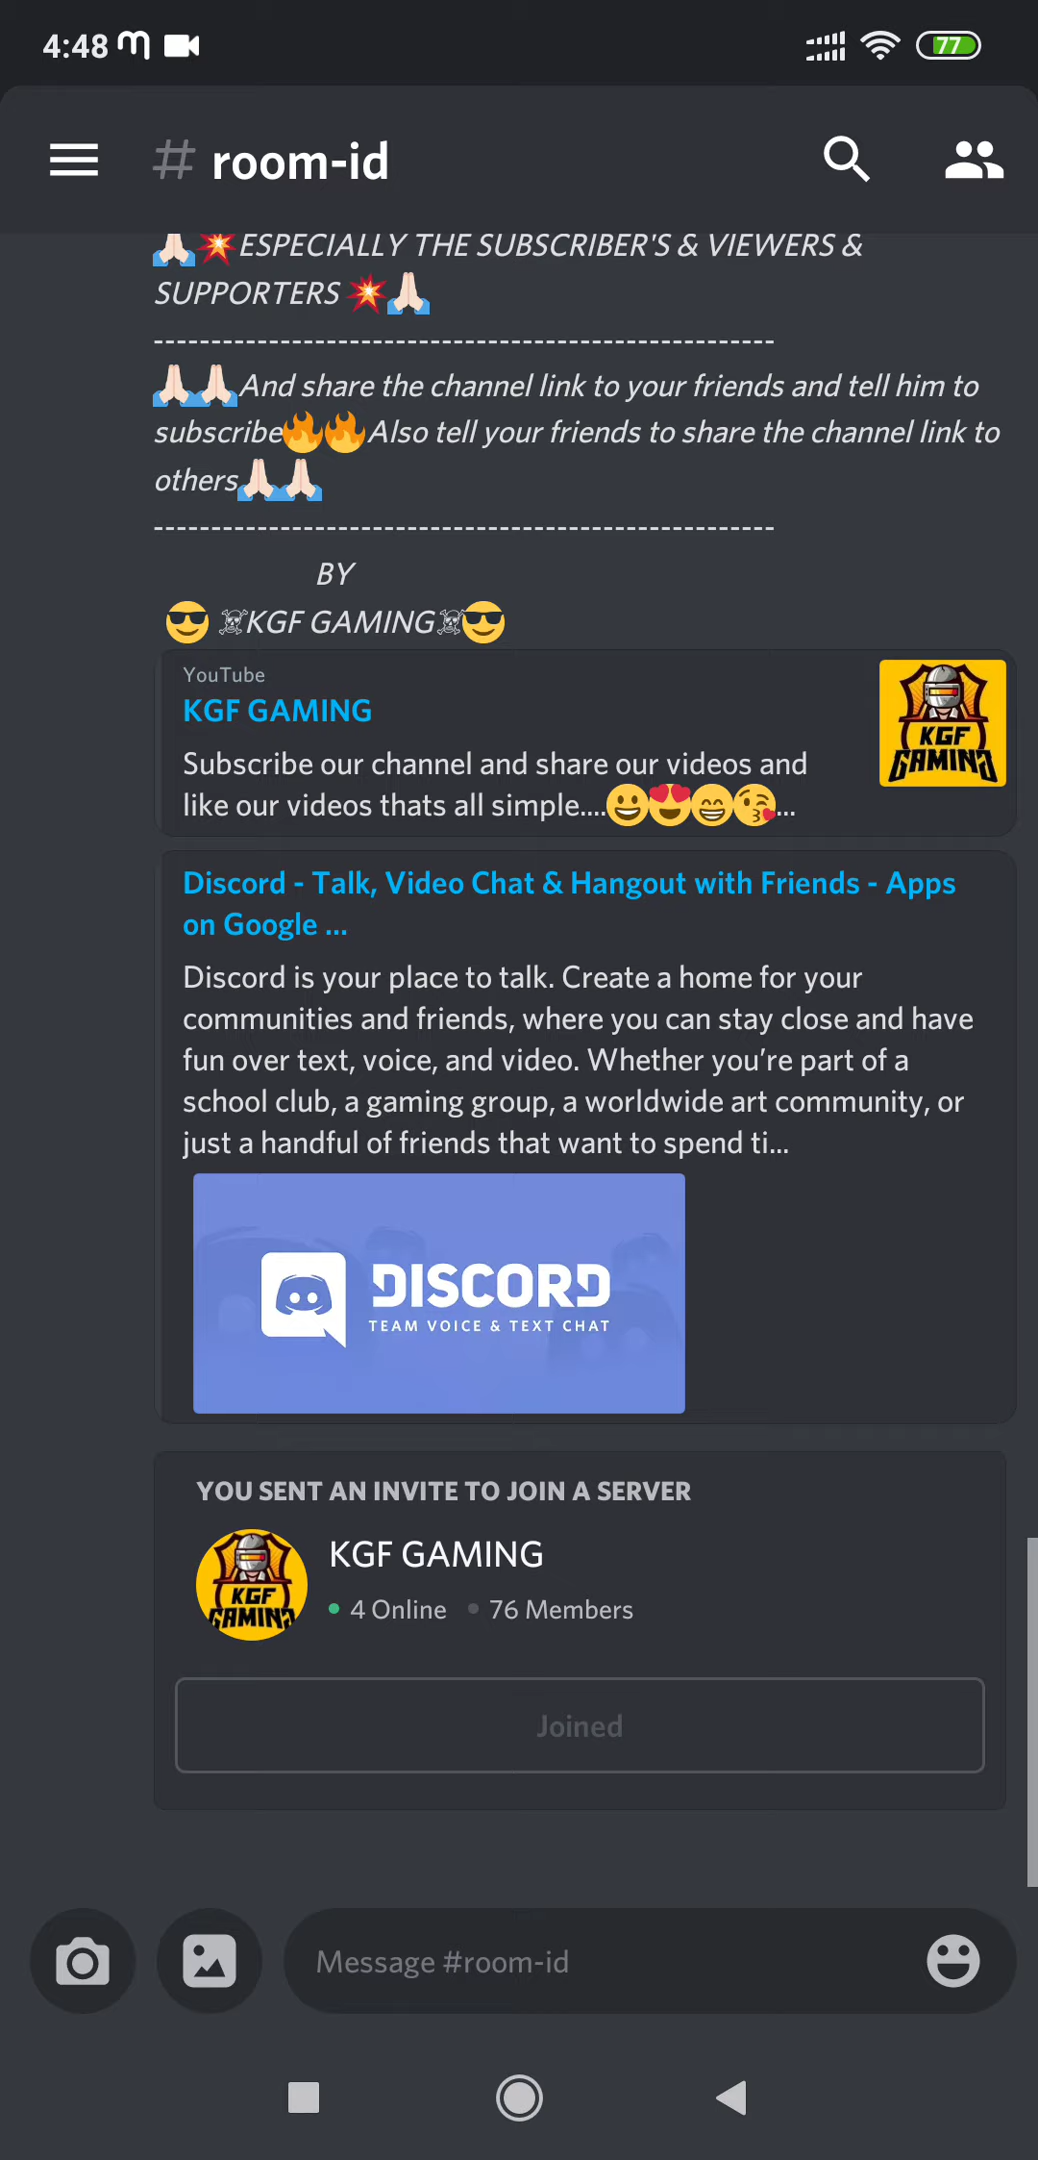 4:48
77
# room-id
🙏🏻💥ESPECIALLY THE SUBSCRIBER'S & VIEWERS &
SUPPORTERS 💥🙏🏻
------------------------------------------------------
🙏🏻🙏🏻And share the channel link to your friends and tell him to
subscribe🔥🔥Also tell your friends to share the channel link to
others🙏🏻🙏🏻
------------------------------------------------------
BY
😎 ☠KGF GAMING☠😎
YouTube
KGF GAMING
Subscribe our channel and share our videos and
like our videos thats all simple....😀😍😁😘...
KGF
GAMING
Discord - Talk, Video Chat & Hangout with Friends - Apps
on Google ...
Discord is your place to talk. Create a home for your
communities and friends, where you can stay close and have
fun over text, voice, and video. Whether you’re part of a
school club, a gaming group, a worldwide art community, or
just a handful of friends that want to spend ti...
DISCORD
TEAM VOICE & TEXT CHAT
YOU SENT AN INVITE TO JOIN A SERVER
KGF
GAMING
KGF GAMING
4 Online 76 Members
Joined
Message #room-id